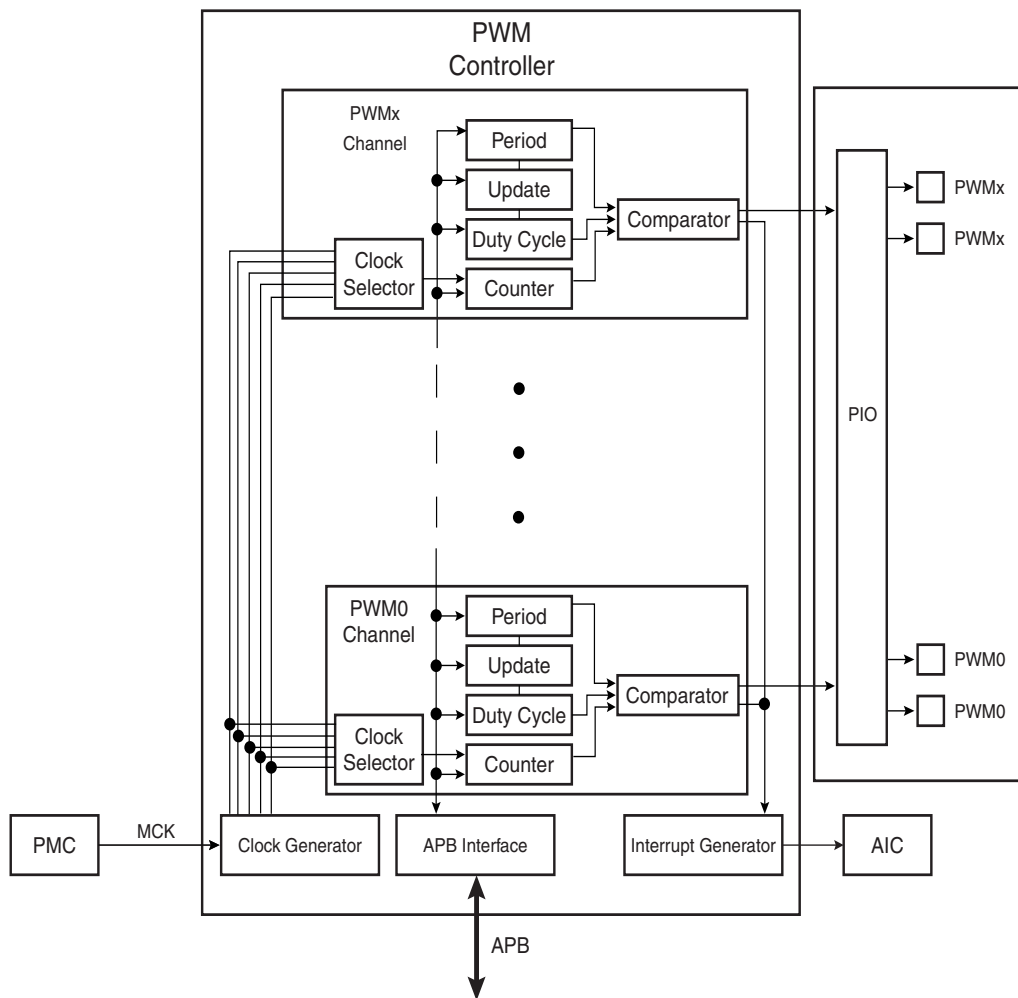 PWM
Controller
PWMx
Channel
Period
Update
Duty Cycle
Comparator
Clock
Selector
Counter
PWMx
PWMx
PIO
PWM0
Channel
Period
Update
Duty Cycle
Comparator
Clock
Selector
Counter
PWM0
PWM0
PMC
MCK
Clock Generator
APB Interface
Interrupt Generator
AIC
APB